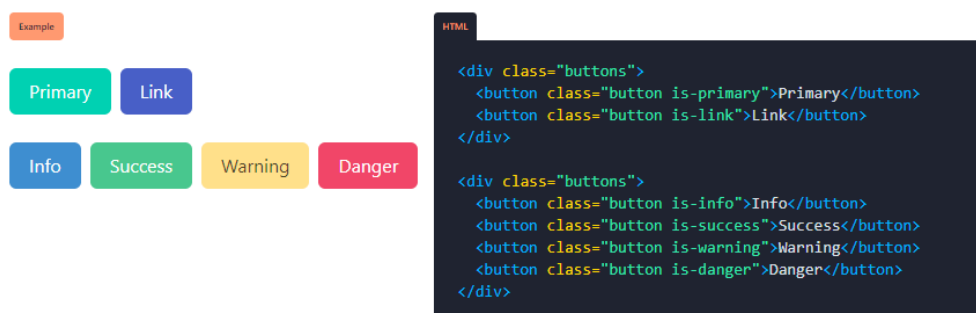 Example
Primary Link
Info Success Warning Danger
HTML
<div class="buttons">
  <button class="button is-primary">Primary</button>
  <button class="button is-link">Link</button>
</div>
<div class="buttons">
  <button class="button is-info">Info</button>
  <button class="button is-success">Success</button>
  <button class="button is-warning">Warning</button>
  <button class="button is-danger">Danger</button>
</div>